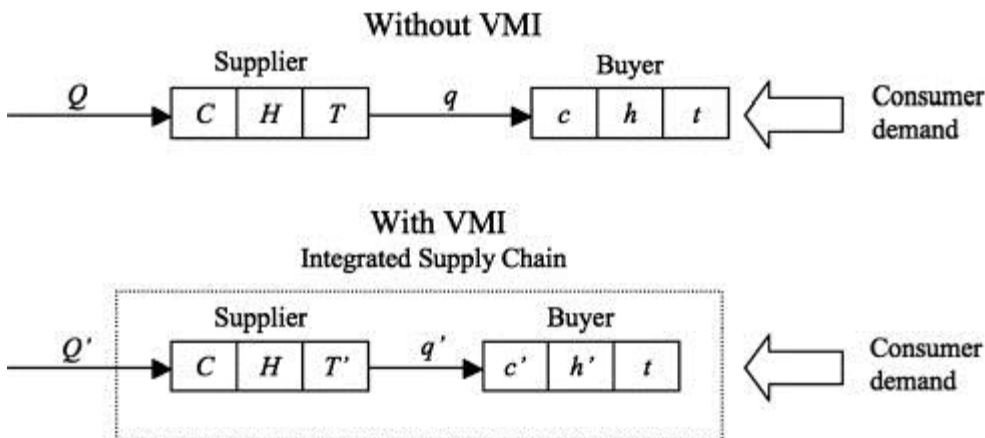 Without VMI
Supplier
Buyer
Q
C H T
q
c h t
Consumer
demand
With VMI
Integrated Supply Chain
Supplier
Buyer
Q’
C H T’
q’
c’ h’ t
Consumer
demand